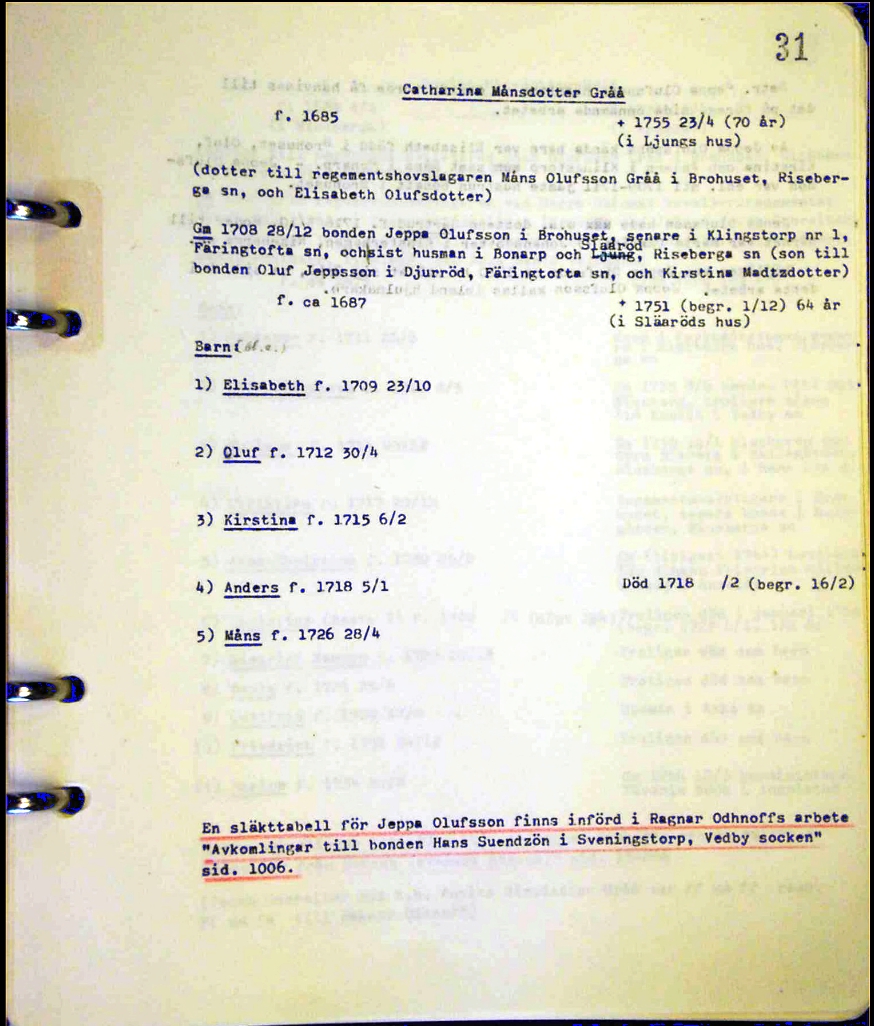 31
Catharina Månsdotter Gråå
f. 1685
+ 1755 23/4 (70 år)
(i Ljungs hus)
(dotter till regementshovslagaren Måns Olufsson Gråå i Brohuset, Riseber-
ga sn, och Elisabeth Olufsdotter)
Gm 1708 28/12 bonden Jeppa Olufsson i Brohuset, senare i Klingstorp nr 1,
Slääröd
Färingtofta sn, och sist husman i Bonarp och Ljung, Riseberga sn (son till
bonden Oluf Jeppsson i Djurröd, Färingtofta sn, och Kirstina Madtzdotter)
f. ca 1687
+ 1751 (begr. 1/12) 64 år
(i Slääröds hus)
Barn
1) Elisabeth f. 1709 23/10
2) Oluf f. 1712 30/4
3) Kirstina f. 1715 6/2
4) Anders f. 1718 5/1
Död 1718 /2 (begr. 16/2)
5) Måns f. 1726 28/4
En släkttabell för Jeppa Olufsson finns införd i Ragnar Odhnoffs arbete
"Avkomlingar till bonden Hans Suendzön i Sveningstorp, Vedby socken"
sid. 1006.